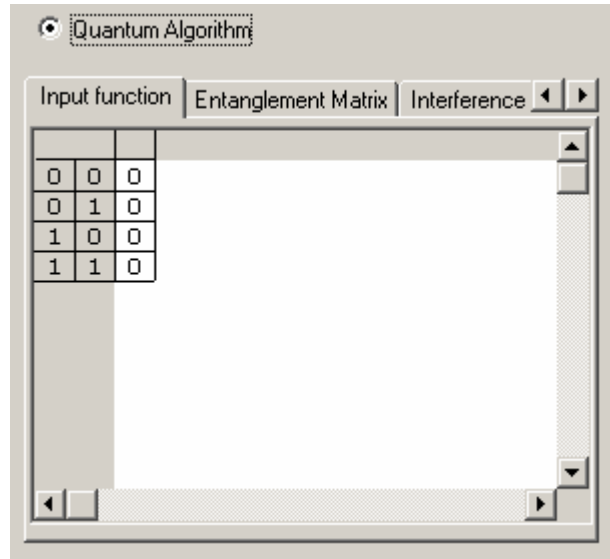 Quantum Algorithm
Input function Entanglement Matrix Interference
0 0 0
0 1 0
1 0 0
1 1 0